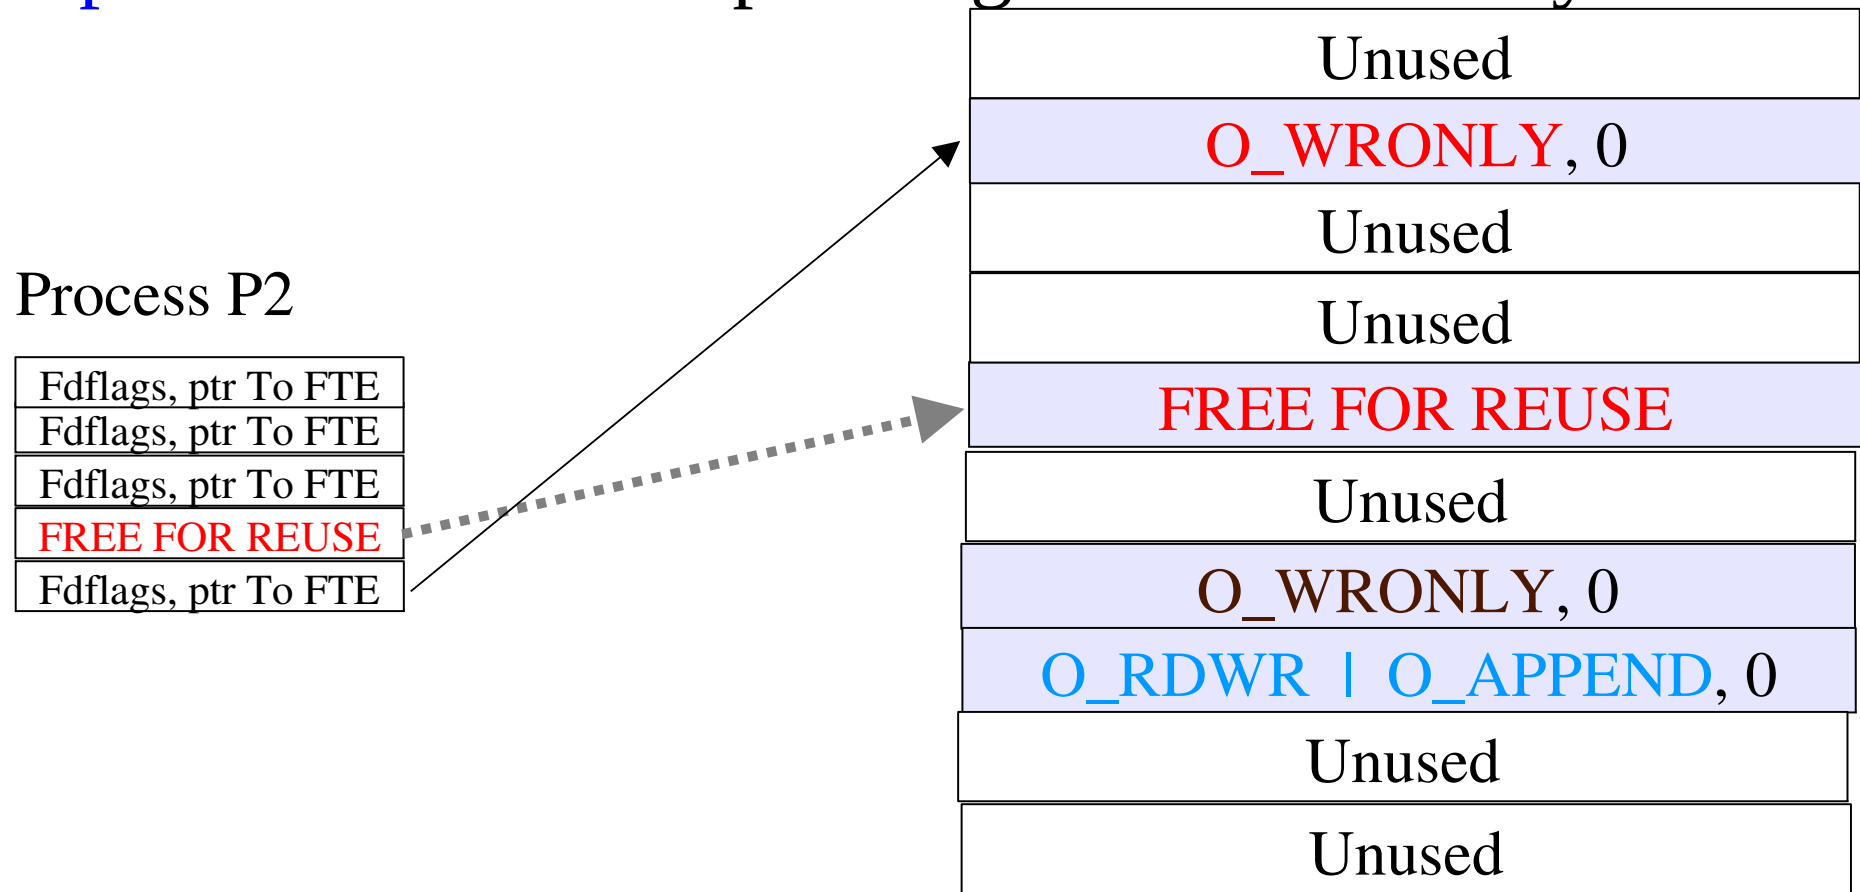 Process P2
Fdflags, ptr To FTE
Fdflags, ptr To FTE
Fdflags, ptr To FTE
FREE FOR REUSE
Fdflags, ptr To FTE
Unused
O_WRONLY, 0
Unused
Unused
FREE FOR REUSE
Unused
O_WRONLY, 0
O_RDWR | O_APPEND, 0
Unused
Unused